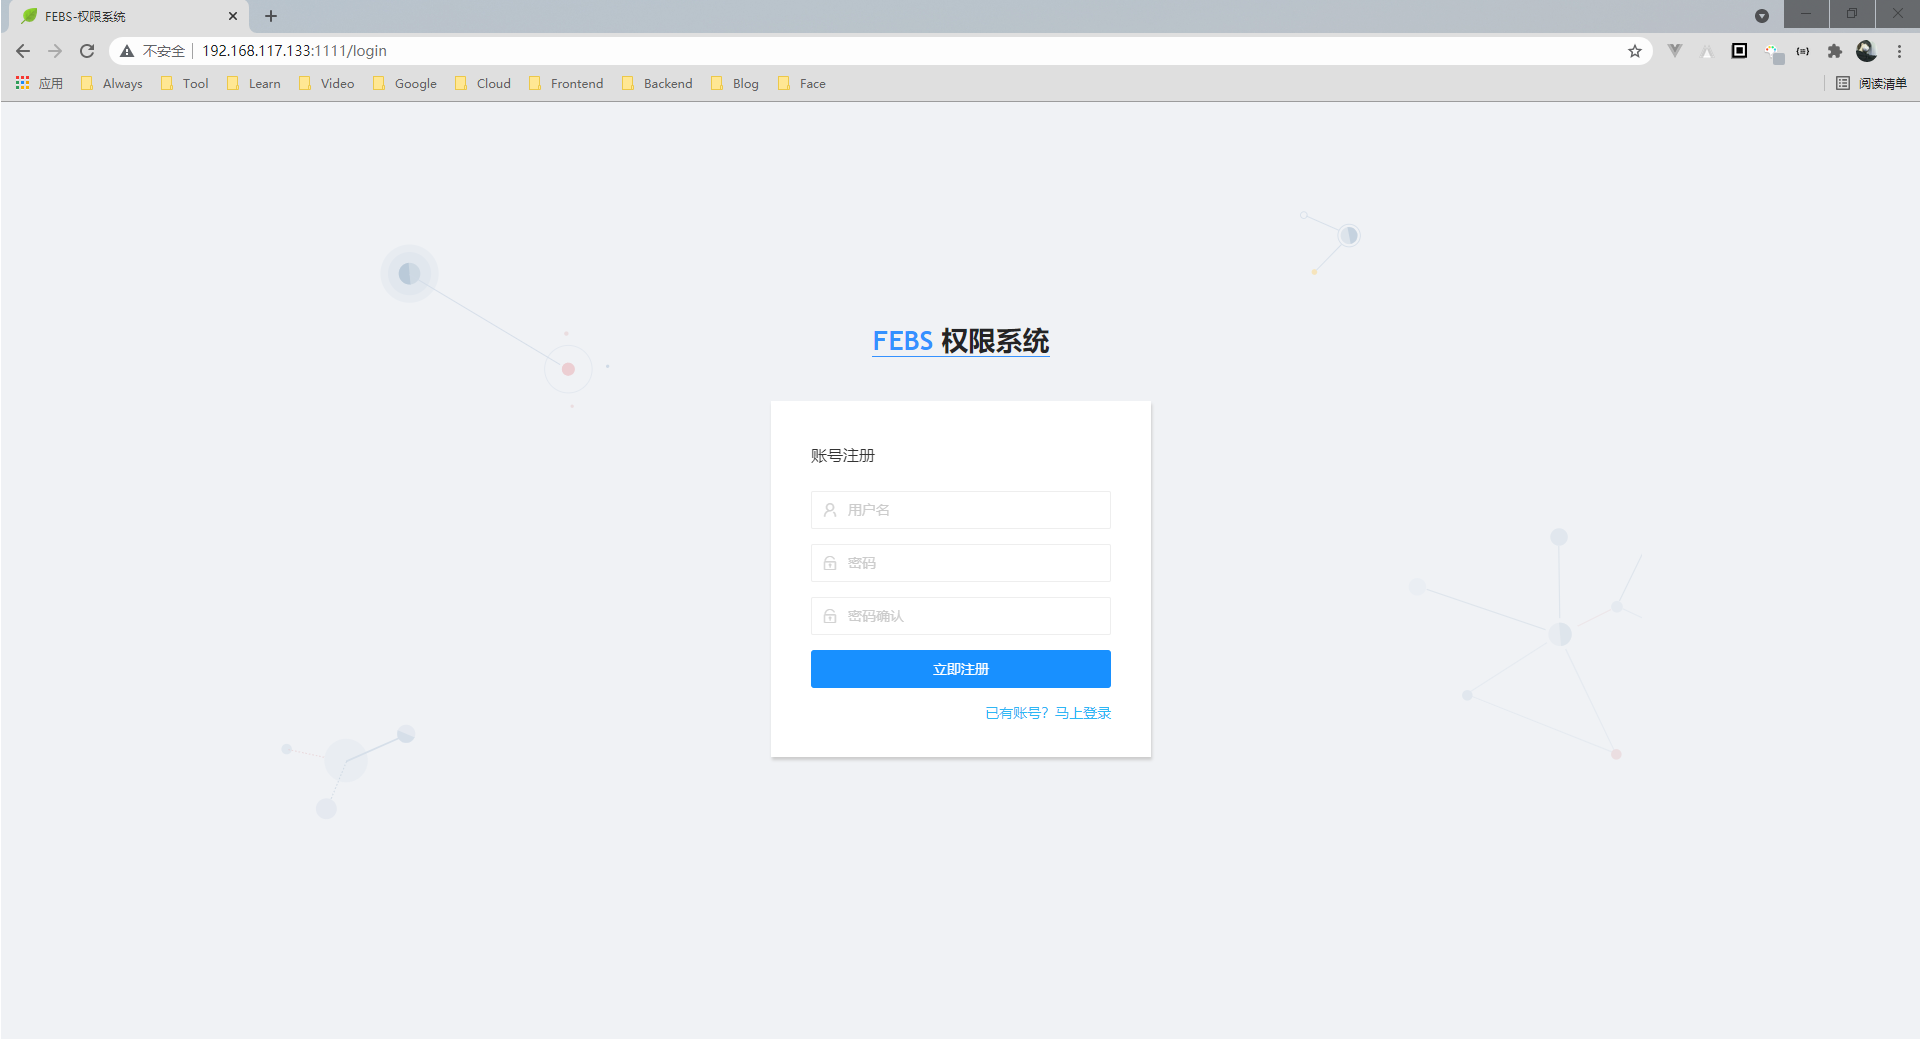 FEBS-权限系统
不安全 192.168.117.133:1111/login
应用 Always Tool Learn Video Google Cloud Frontend Backend Blog Face 阅读清单
FEBS 权限系统
账号注册
用户名
密码
密码确认
立即注册
已有账号？马上登录